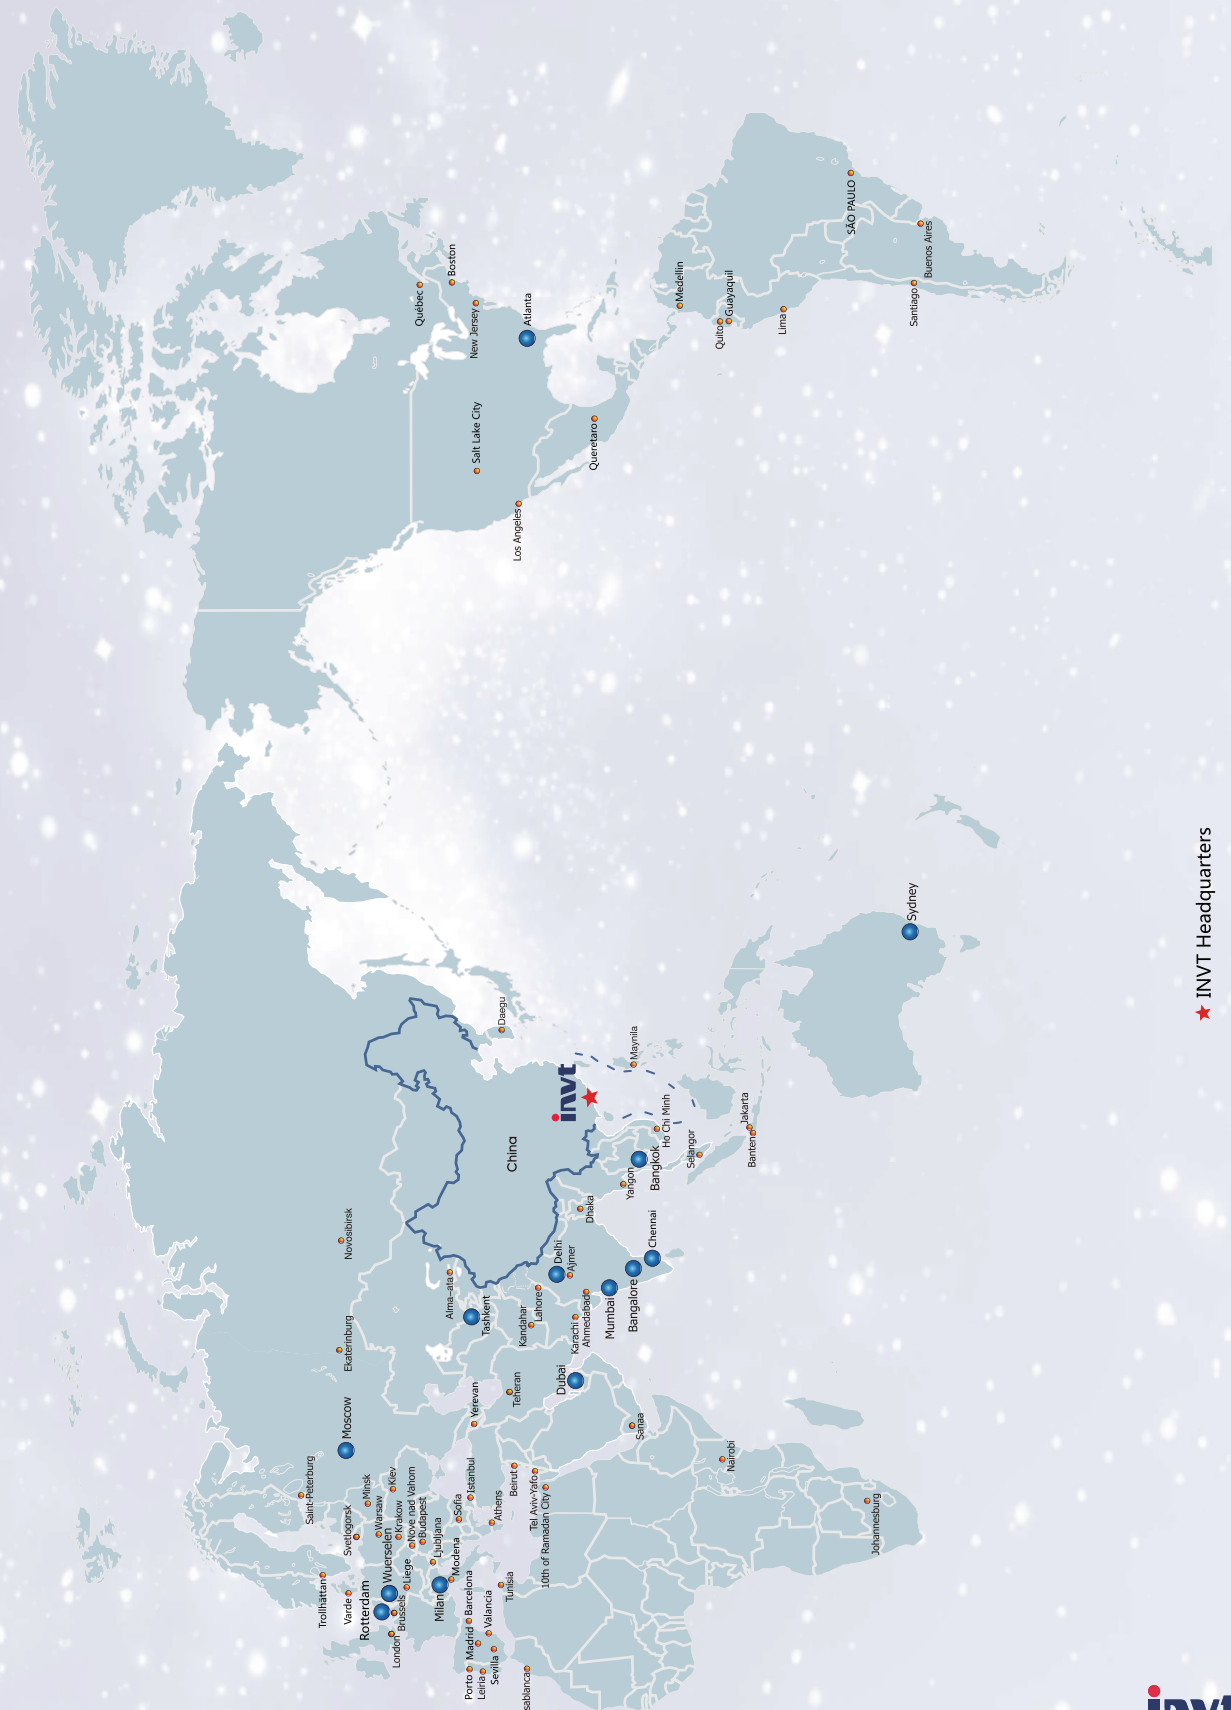 Québec
Boston
New Jersey
Atlanta
Salt Lake City
Los Angeles
Queretaro
Medellin
Quito
Guayaquil
Lima
SÃO PAULO
Buenos Aires
Santiago
Saint-Peterburg
Moscow
Ekaterinburg
Novosibirsk
Trollhättan
Varde
Svetlogorsk
Minsk
Rotterdam
Wuerselen
Warsaw
Kiev
London
Brussels
Liege
Krakow
Nove nad Vahom
Budapest
Milan
Ljubljana
Modena
Sofia
Istanbul
Yerevan
Porto
Madrid
Barcelona
Leiria
Valancia
Sevilla
Athens
Tunisia
Beirut
Tel Aviv-Yafo
10th of Ramadan City
sablanca
Teheran
Alma-ata
Tashkent
Kandahar
Lahore
Delhi
Ajmer
Dubai
Karachi
Ahmedabad
Mumbai
Bangalore
Chennai
Dhaka
Sanaa
Nairobi
Johannesburg
China
Daegu
invt
Maynila
Yangon
Bangkok
Ho Chi Minh
Selangor
Banten
Jakarta
Sydney
INVT Headquarters
invt